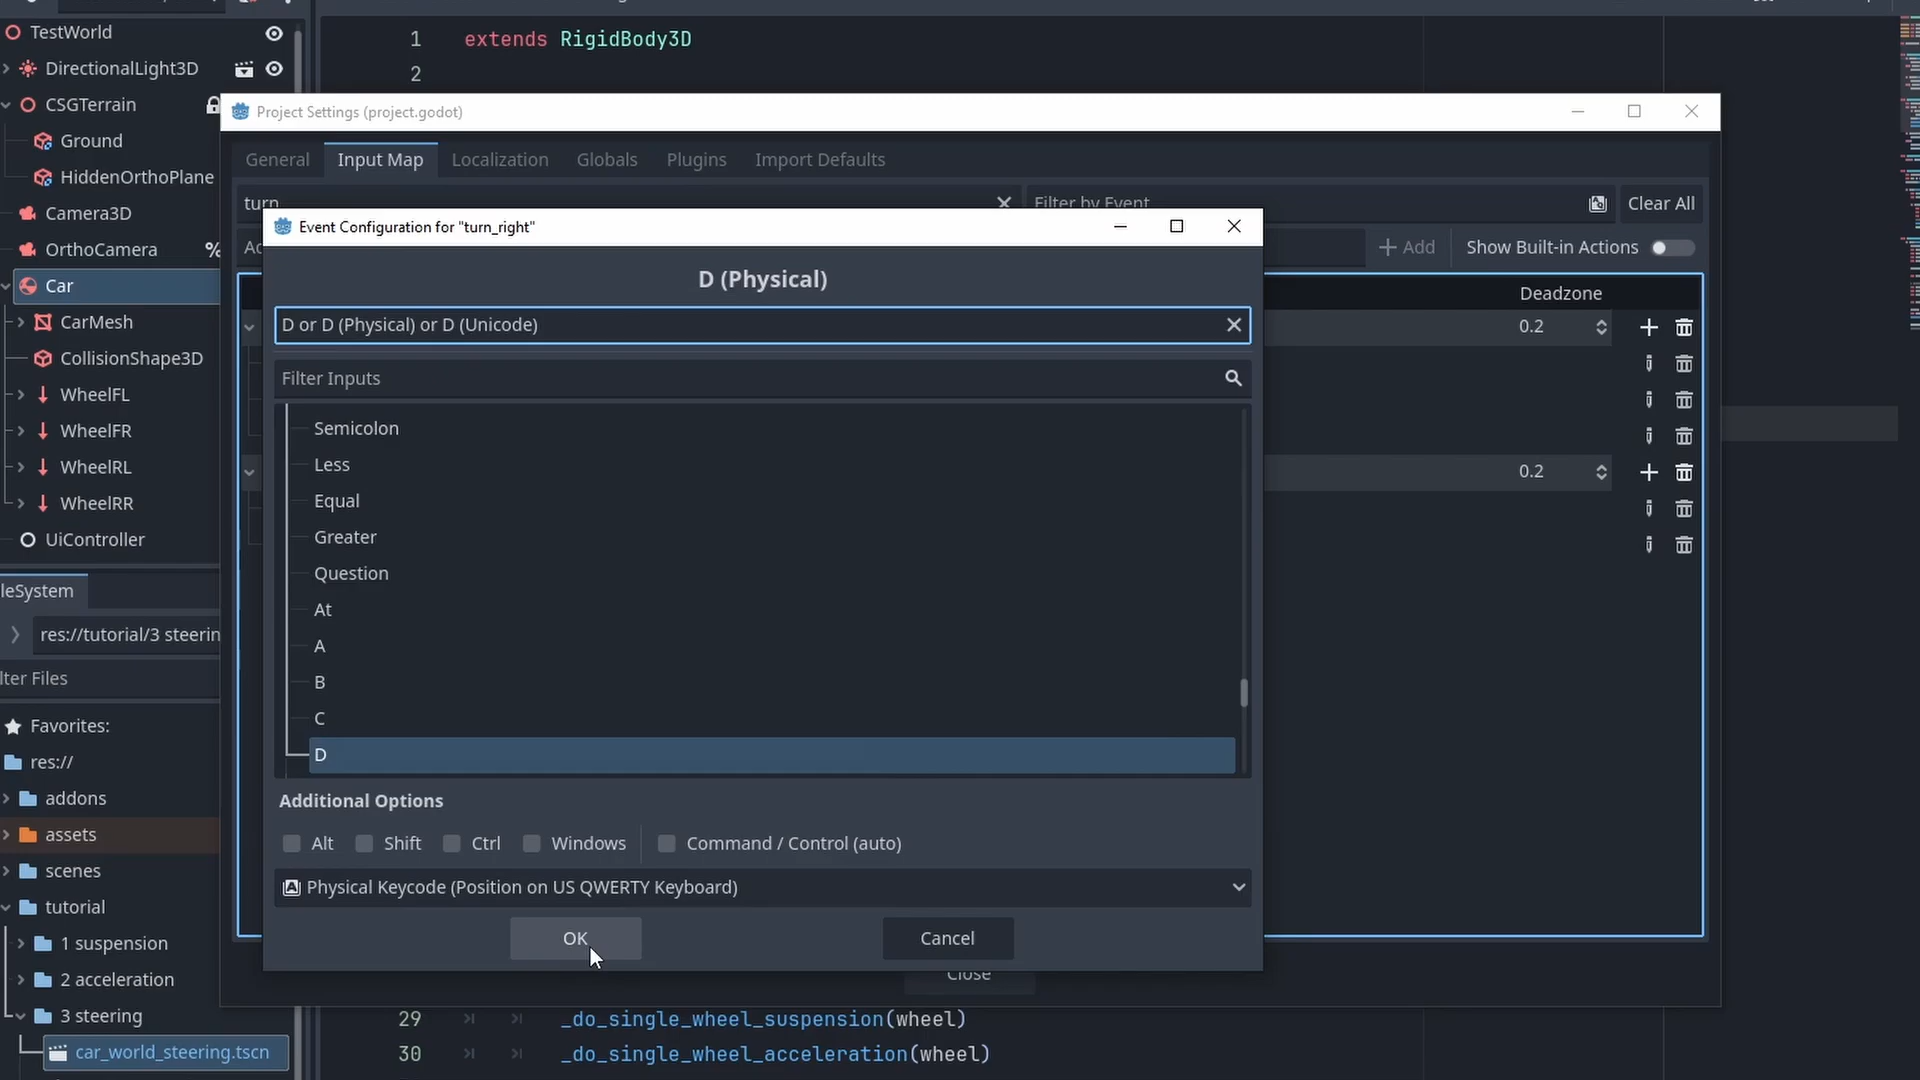 TestWorld
DirectionalLight3D
CSGTerrain
Ground
HiddenOrthoPlane
Camera3D
OrthoCamera
Car
CarMesh
CollisionShape3D
WheelFL
WheelFR
WheelRL
WheelRR
UiController
leSystem
res://tutorial/3 steerin
lter Files
Favorites:
res://
addons
assets
scenes
tutorial
1 suspension
2 acceleration
3 steering
car_world_steering.tscn
1 extends RigidBody3D
2
Project Settings (project.godot)
General Input Map Localization Globals Plugins Import Defaults
turn Filter by Event Clear All
Ad + Add Show Built-in Actions
Deadzone
0.2
0.2
Event Configuration for "turn_right"
D (Physical)
D or D (Physical) or D (Unicode)
Filter Inputs
Semicolon
Less
Equal
Greater
Question
At
A
B
C
D
Additional Options
Alt Shift Ctrl Windows Command / Control (auto)
Physical Keycode (Position on US QWERTY Keyboard)
OK Cancel
Close
29 _do_single_wheel_suspension(wheel)
30 _do_single_wheel_acceleration(wheel)